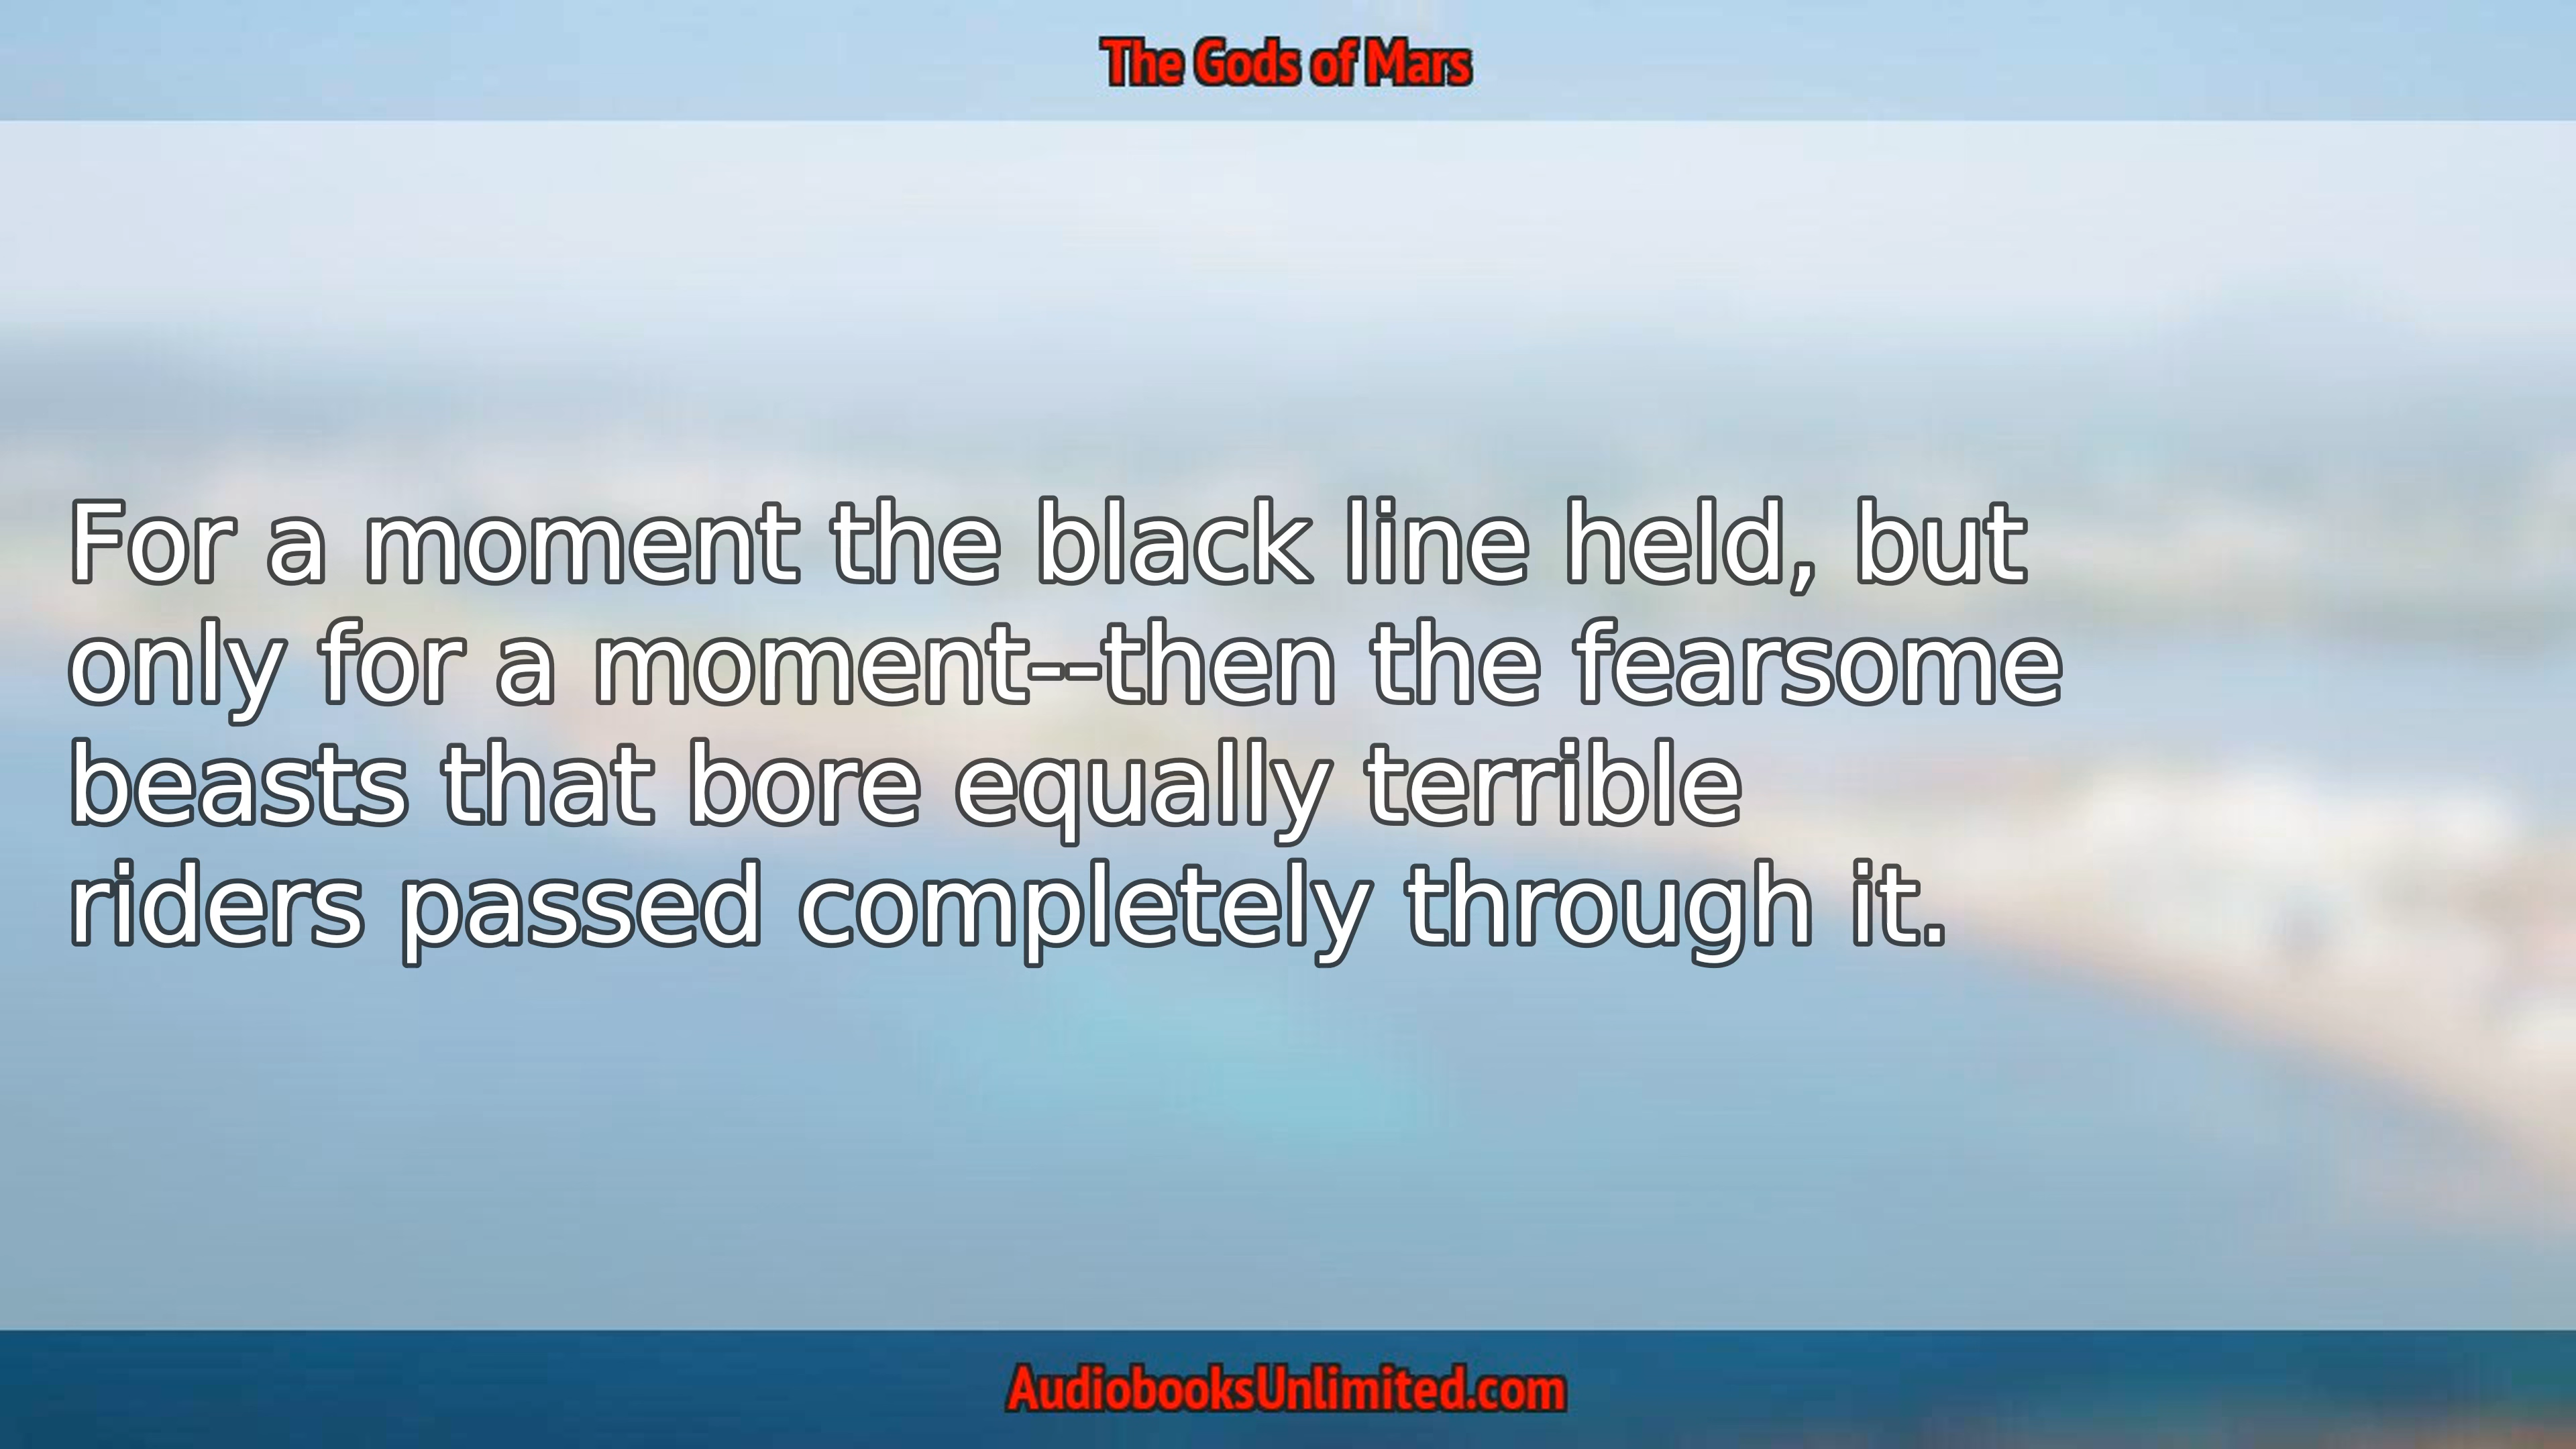 The Gods of Mars
For a moment the black line held, but
only for a moment--then the fearsome
beasts that bore equally terrible
riders passed completely through it.
AudiobooksUnlimited.com